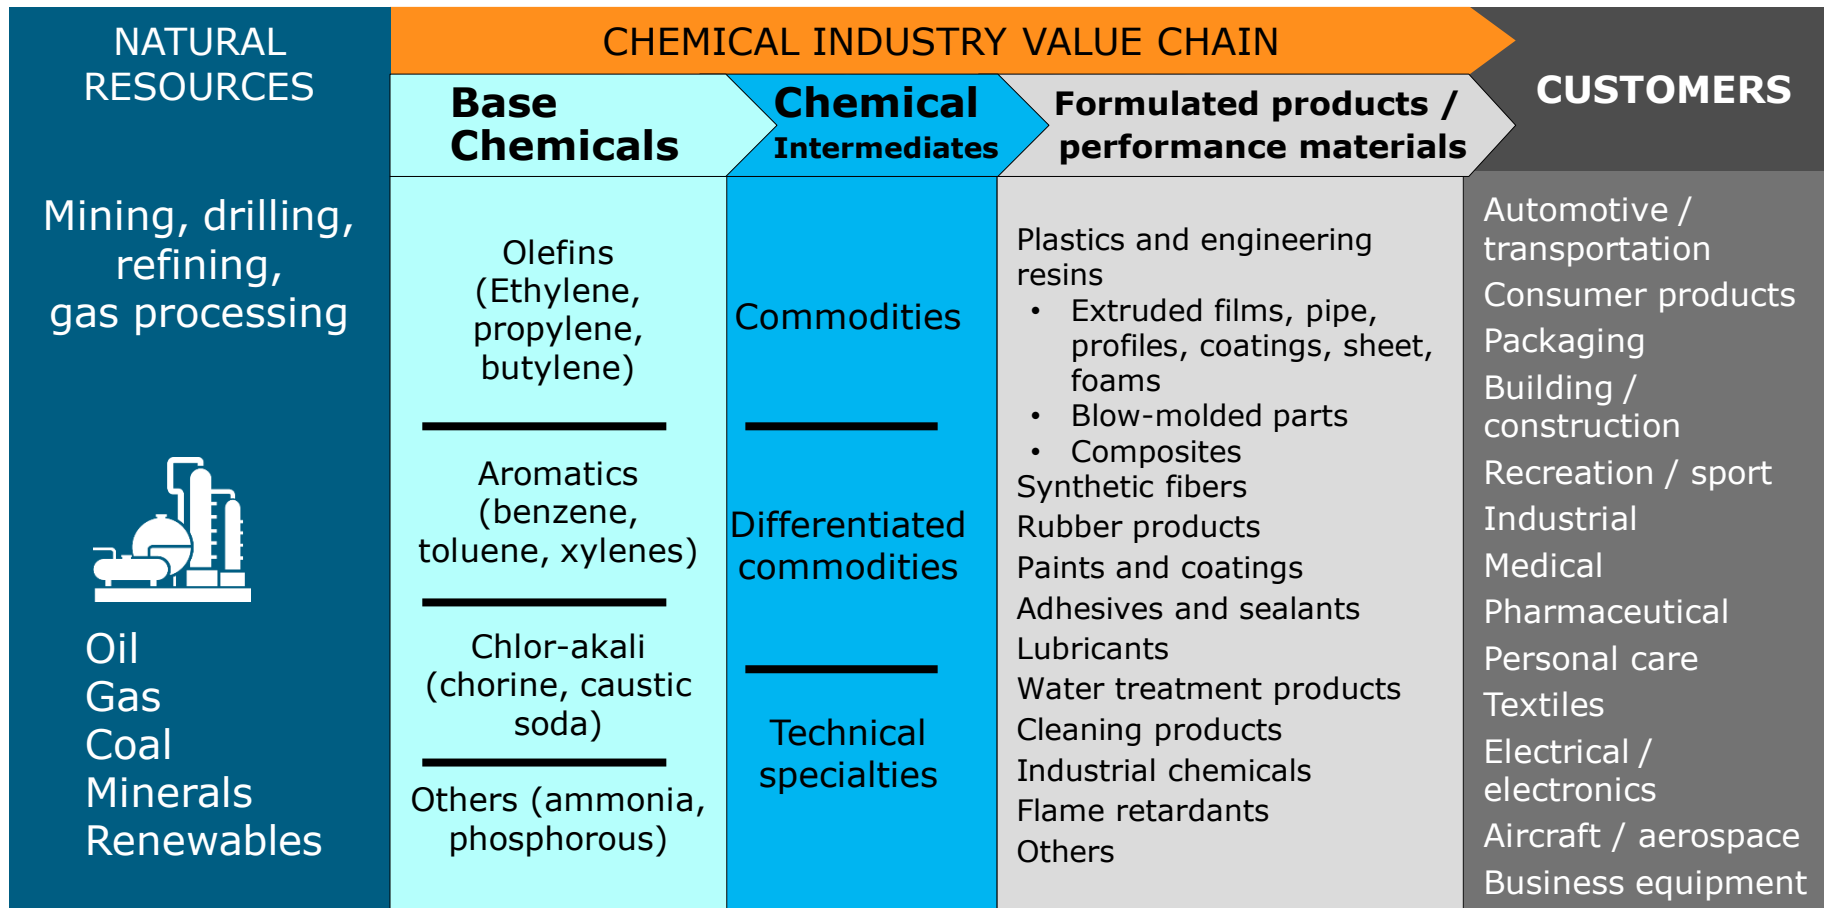 NATURAL
RESOURCES
Mining, drilling,
refining,
gas processing
Oil
Gas
Coal
Minerals
Renewables
CHEMICAL INDUSTRY VALUE CHAIN
Base
Chemicals
Olefins
(Ethylene,
propylene,
butylene)
Aromatics
(benzene,
toluene, xylenes)
Chlor-akali
(chorine, caustic
soda)
Others (ammonia,
phosphorous)
Chemical
Intermediates
Commodities
Differentiated
commodities
Technical
specialties
Formulated products /
performance materials
Plastics and engineering
resins
• Extruded films, pipe,
profiles, coatings, sheet,
foams
• Blow-molded parts
• Composites
Synthetic fibers
Rubber products
Paints and coatings
Adhesives and sealants
Lubricants
Water treatment products
Cleaning products
Industrial chemicals
Flame retardants
Others
CUSTOMERS
Automotive /
transportation
Consumer products
Packaging
Building /
construction
Recreation / sport
Industrial
Medical
Pharmaceutical
Personal care
Textiles
Electrical /
electronics
Aircraft / aerospace
Business equipment